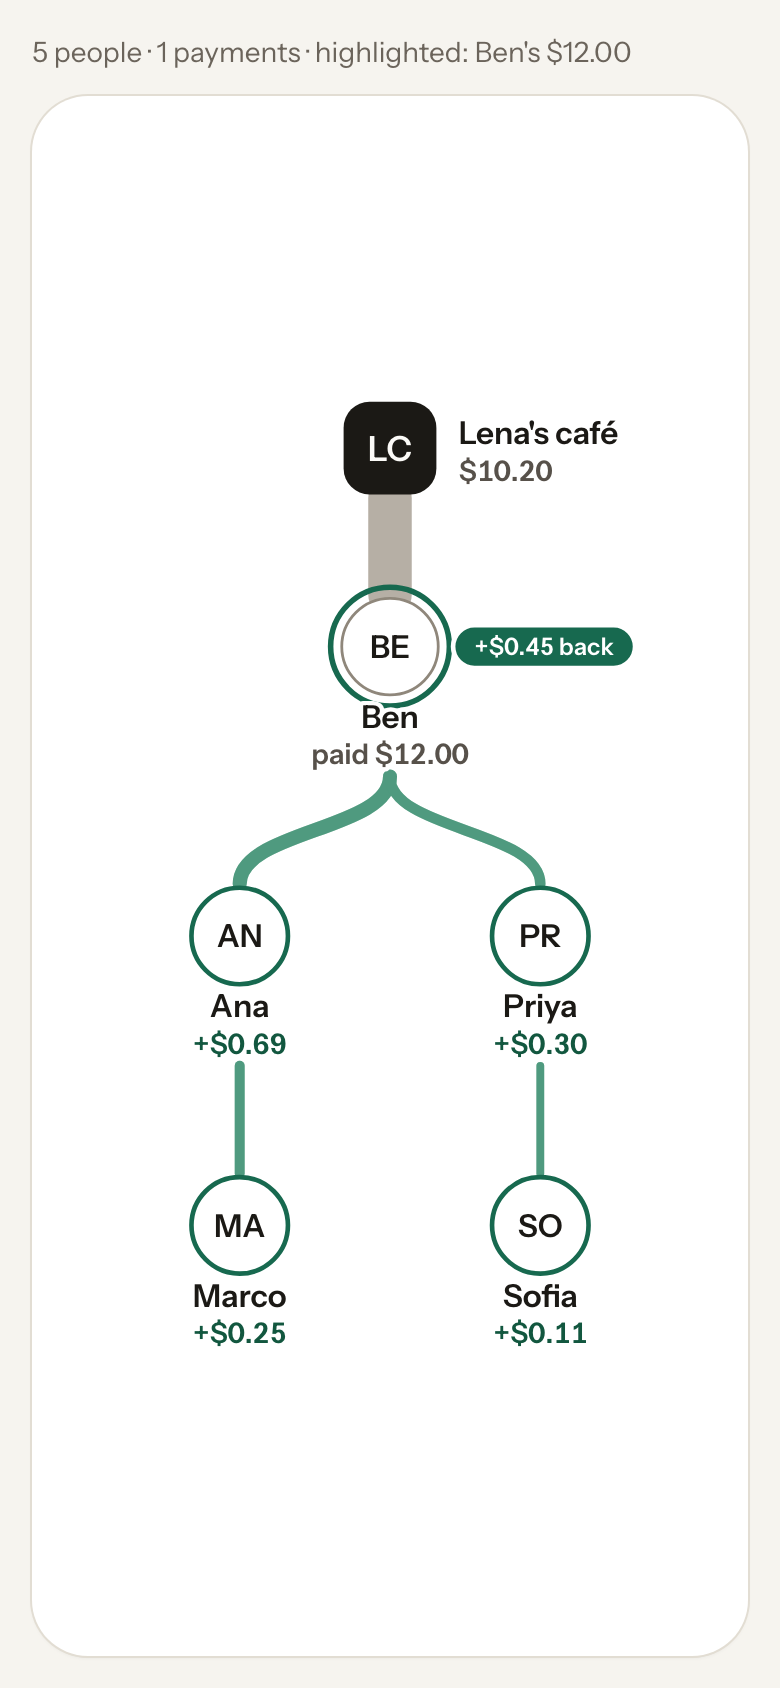 5 people · 1 payments · highlighted: Ben's $12.00
LC
Lena's café
$10.20
BE
+$0.45 back
Ben
paid $12.00
AN
PR
Ana
Priya
+$0.69
+$0.30
MA
SO
Marco
Sofia
+$0.25
+$0.11